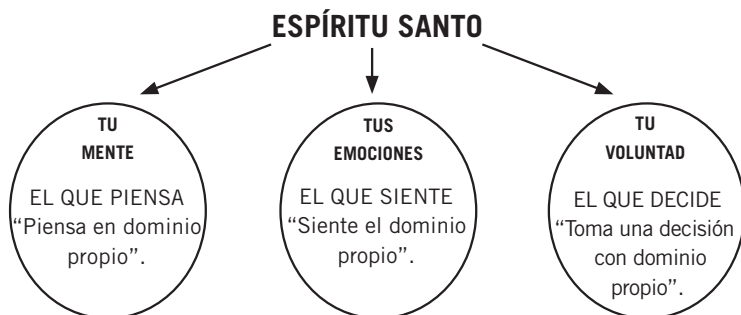 ESPÍRITU SANTO
TU
MENTE
EL QUE PIENSA
“Piensa en dominio
propio”.
TUS
EMOCIONES
EL QUE SIENTE
“Siente el dominio
propio”.
TU
VOLUNTAD
EL QUE DECIDE
“Toma una decisión
con dominio
propio”.